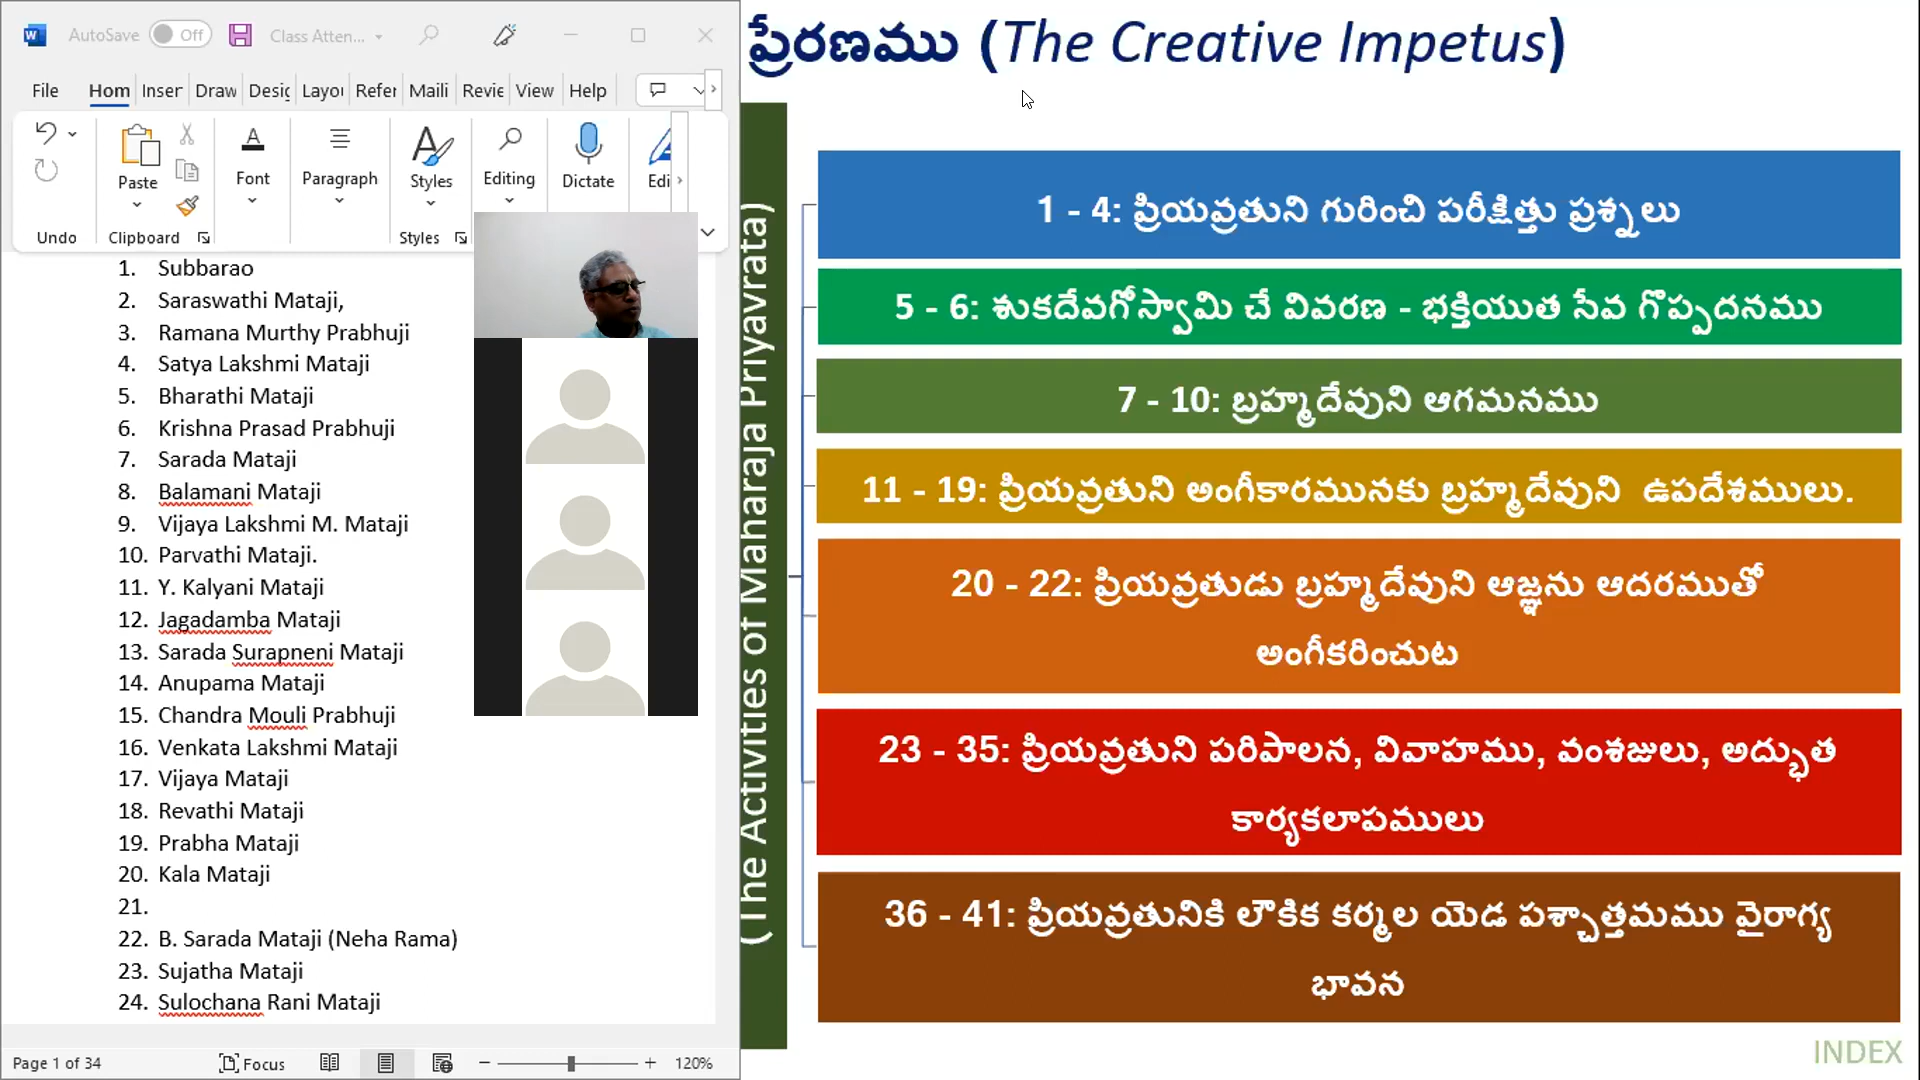 AutoSave Off Class Atten...
File Hom Inser Draw Desig Layou Refer Maili Revie View Help
Paste Font Paragraph Styles Editing Dictate Edi
Undo Clipboard Styles
1. Subbarao
2. Saraswathi Mataji,
3. Ramana Murthy Prabhuji
4. Satya Lakshmi Mataji
5. Bharathi Mataji
6. Krishna Prasad Prabhuji
7. Sarada Mataji
8. Balamani Mataji
9. Vijaya Lakshmi M. Mataji
10. Parvathi Mataji.
11. Y. Kalyani Mataji
12. Jagadamba Mataji
13. Sarada Surapneni Mataji
14. Anupama Mataji
15. Chandra Mouli Prabhuji
16. Venkata Lakshmi Mataji
17. Vijaya Mataji
18. Revathi Mataji
19. Prabha Mataji
20. Kala Mataji
21.
22. B. Sarada Mataji (Neha Rama)
23. Sujatha Mataji
24. Sulochana Rani Mataji
Page 1 of 34 Focus 120%
ప్రేరణము (The Creative Impetus)
(The Activities of Maharaja Priyavrata)
1 - 4: ప్రియవ్రతుని గురించి పరీక్షిత్తు ప్రశ్నలు
5 - 6: శుకదేవగోస్వామి చే వివరణ - భక్తియుత సేవ గొప్పదనము
7 - 10: బ్రహ్మదేవుని ఆగమనము
11 - 19: ప్రియవ్రతుని అంగీకారమునకు బ్రహ్మదేవుని ఉపదేశములు.
20 - 22: ప్రియవ్రతుడు బ్రహ్మదేవుని ఆజ్ఞను ఆదరముతో
అంగీకరించుట
23 - 35: ప్రియవ్రతుని పరిపాలన, వివాహము, వంశజులు, అద్భుత
కార్యకలాపములు
36 - 41: ప్రియవ్రతునికి లౌకిక కర్మల యెడ పశ్చాత్తమము వైరాగ్య
భావన
INDEX